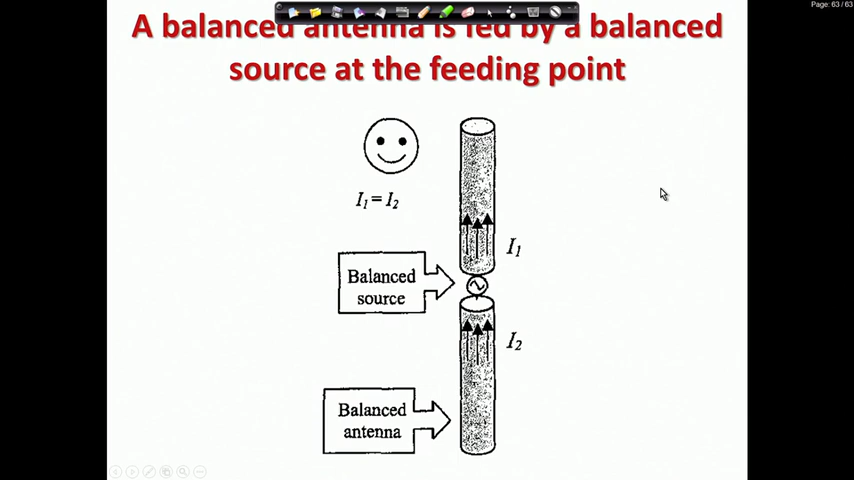 Page: 63 / 63
A balanced antenna is fed by a balanced
source at the feeding point
I1 = I2
I1
Balanced
source
I2
Balanced
antenna